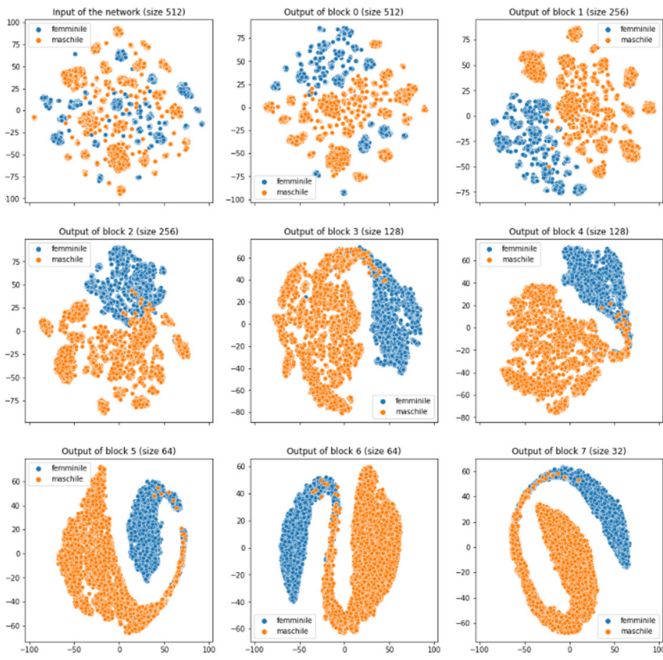 Input of the network (size 512)
Output of block 0 (size 512)
Output of block 1 (size 256)
100
75
50
25
0
−25
−50
−75
−100
femminile
maschile
75
50
25
0
−25
−50
−75
−100
femminile
maschile
75
50
25
0
−25
−50
−75
femminile
maschile
Output of block 2 (size 256)
Output of block 3 (size 128)
Output of block 4 (size 128)
75
50
25
0
−25
−50
−75
femminile
maschile
60
40
20
0
−20
−40
−60
−80
femminile
maschile
60
40
20
0
−20
−40
−60
−80
femminile
maschile
Output of block 5 (size 64)
Output of block 6 (size 64)
Output of block 7 (size 32)
60
40
20
0
−20
−40
−60
femminile
maschile
−100 −50 0 50 100
60
40
20
0
−20
−40
−60
femminile
maschile
−100 −50 0 50 100
60
40
20
0
−20
−40
−60
femminile
maschile
−100 −50 0 50 100